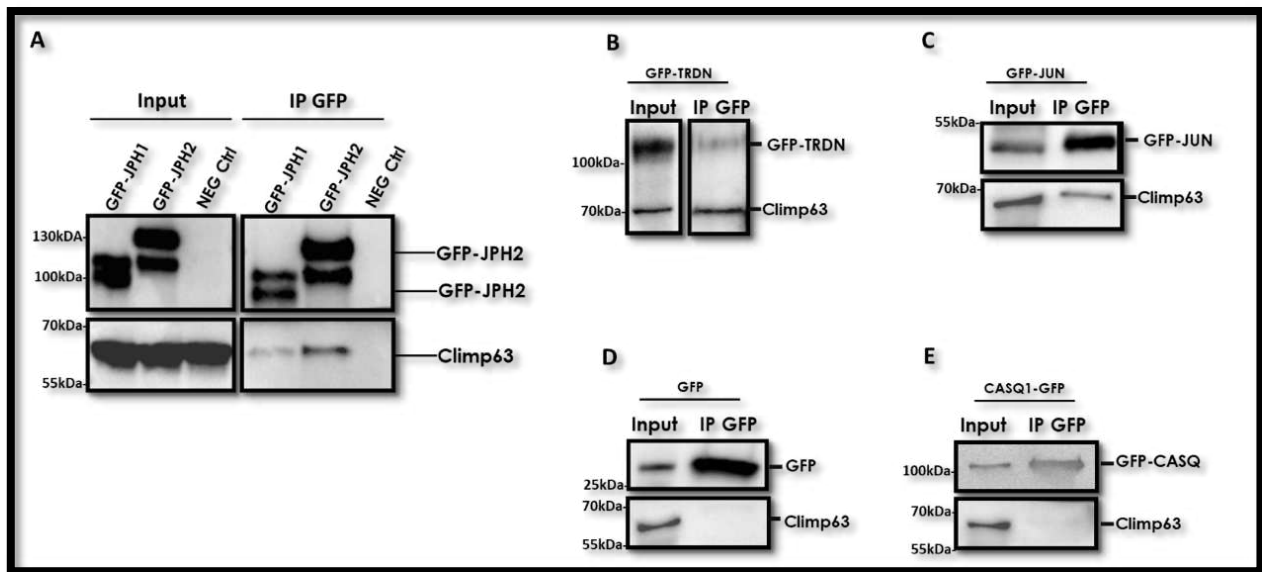 A
Input
IP GFP
GFP-JPH1
GFP-JPH2
NEG Ctrl
GFP-JPH1
GFP-JPH2
NEG Ctrl
130kDA
100kDa
70kDa
55kDa
GFP-JPH2
GFP-JPH2
Climp63
B
GFP-TRDN
Input IP GFP
100kDa
70kDa
GFP-TRDN
Climp63
C
GFP-JUN
Input IP GFP
55kDa
70kDa
GFP-JUN
Climp63
D
GFP
Input IP GFP
25kDa
70kDa
55kDa
GFP
Climp63
E
CASQ1-GFP
Input IP GFP
100kDa
70kDa
55kDa
GFP-CASQ
Climp63